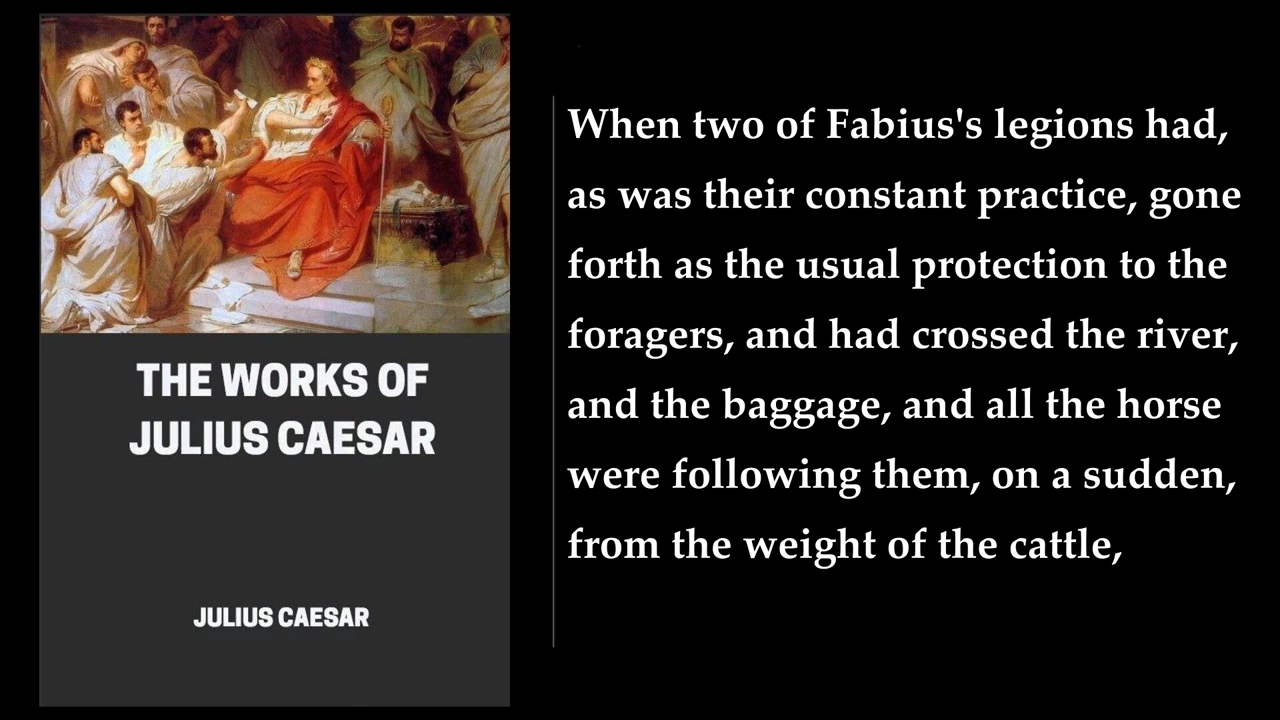 THE WORKS OF
JULIUS CAESAR
JULIUS CAESAR
When two of Fabius's legions had,
as was their constant practice, gone
forth as the usual protection to the
foragers, and had crossed the river,
and the baggage, and all the horse
were following them, on a sudden,
from the weight of the cattle,